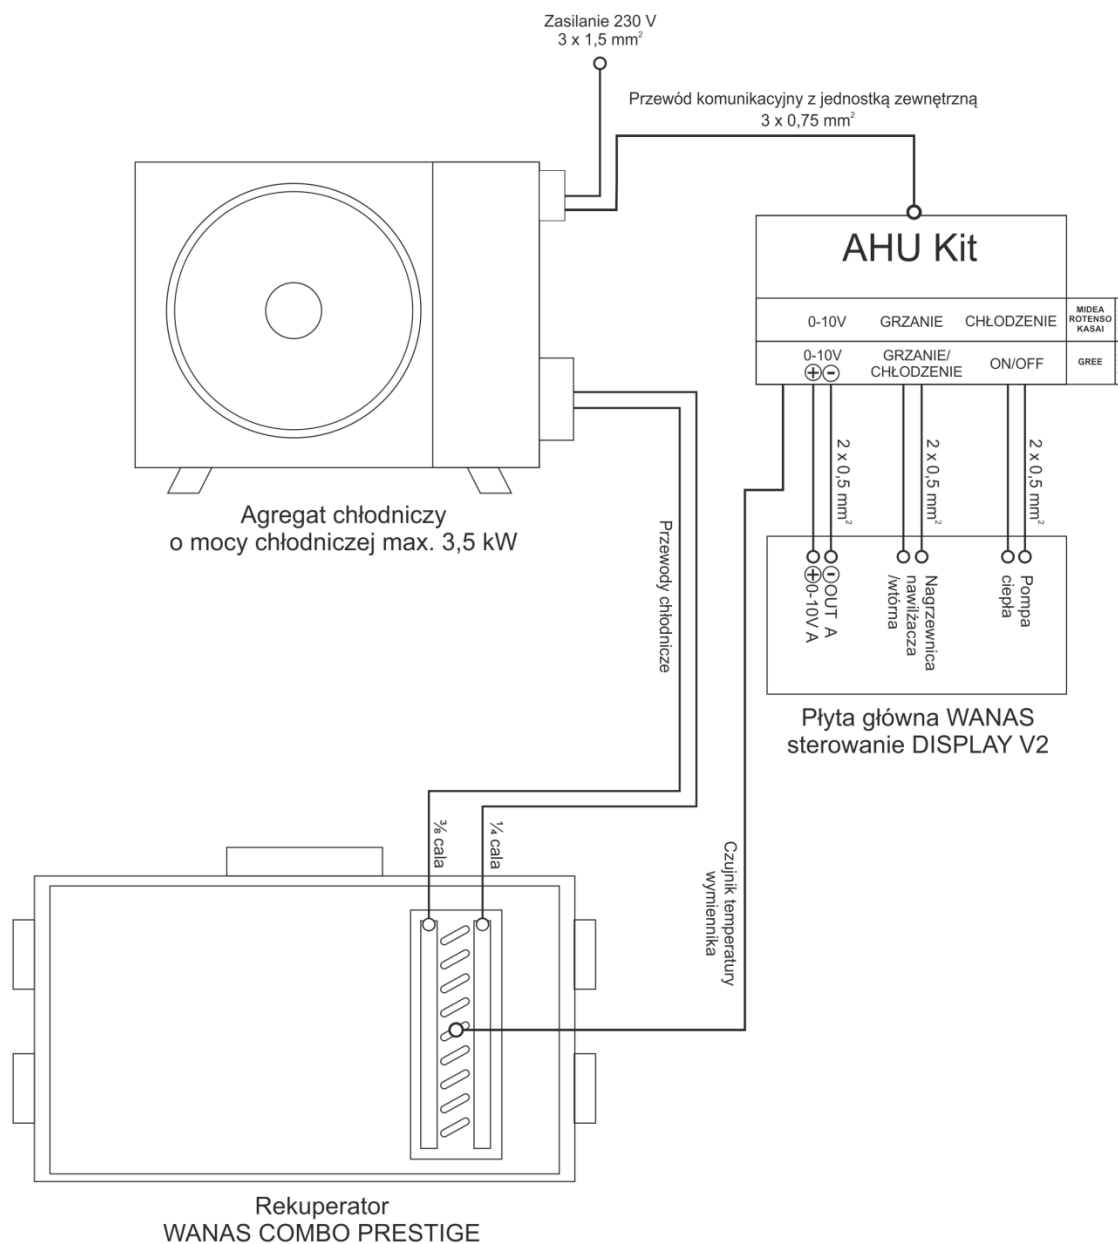 Zasilanie 230 V
3 x 1,5 mm²
Przewód komunikacyjny z jednostką zewnętrzną
3 x 0,75 mm²
AHU Kit
0-10V GRZANIE CHŁODZENIE
MIDEA
ROTENSO
KASAI
0-10V
+ -
GRZANIE/
CHŁODZENIE
ON/OFF
GREE
2 x 0,5 mm²
2 x 0,5 mm²
2 x 0,5 mm²
Agregat chłodniczy
o mocy chłodniczej max. 3,5 kW
Przewody chłodnicze
-OUT A
+0-10V A
Nagrzewnica
nawilżacza
/wtórna
Pompa
ciepła
Płyta główna WANAS
sterowanie DISPLAY V2
⅜ cala
¼ cala
Czujnik temperatury
wymiennika
Rekuperator
WANAS COMBO PRESTIGE